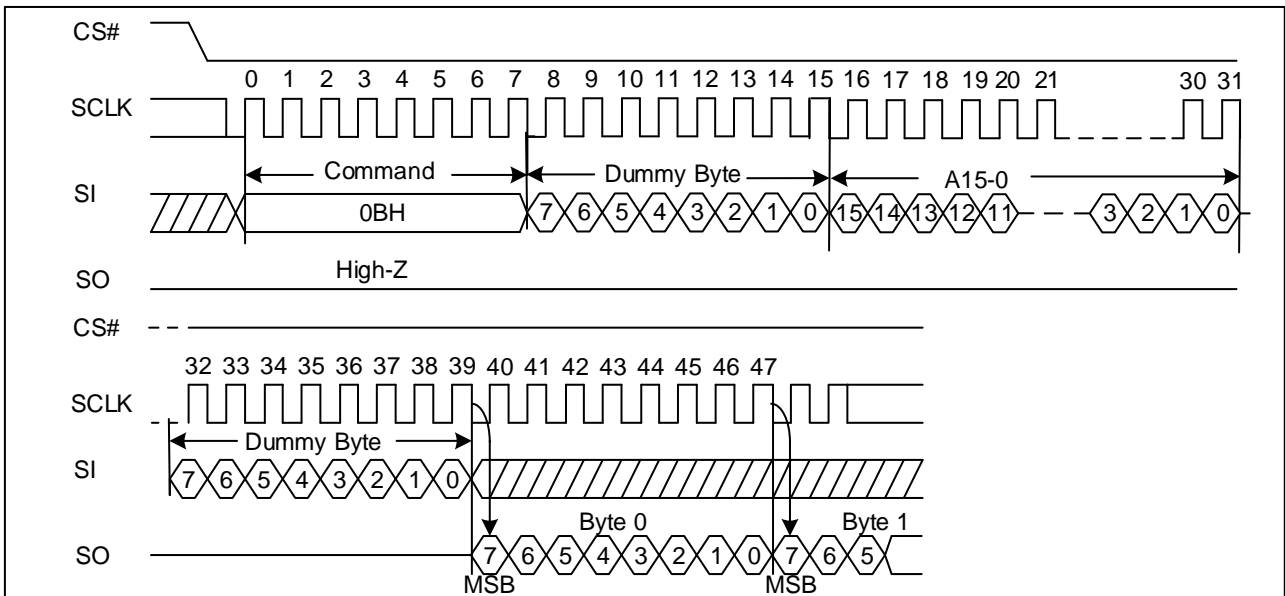 CS#
0 1 2 3 4 5 6 7 8 9 10 11 12 13 14 15 16 17 18 19 20 21 30 31
SCLK
Command Dummy Byte A15-0
SI
0BH 7 6 5 4 3 2 1 0 15 14 13 12 11 3 2 1 0
High-Z
SO
CS#
32 33 34 35 36 37 38 39 40 41 42 43 44 45 46 47
SCLK
Dummy Byte
SI
7 6 5 4 3 2 1 0
Byte 0 Byte 1
SO
7 6 5 4 3 2 1 0 7 6 5
MSB MSB